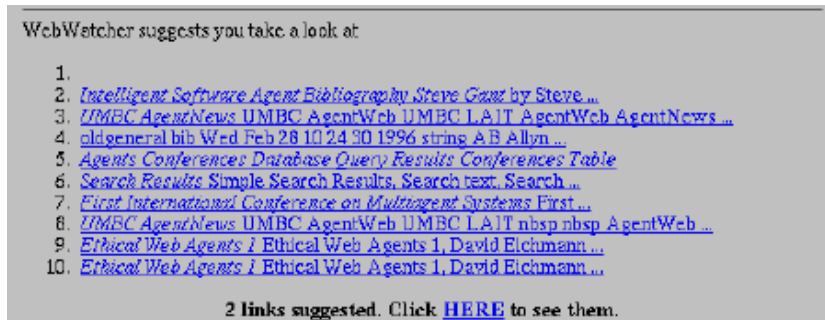 WebWatcher suggests you take a look at
1.
2. Intelligent Software Agent Bibliography Steve Gant by Steve ...
3. UMBC AgentNews UMBC AgentWeb UMBC LAIT AgentWeb AgentNews ...
4. oldgeneral bib Wed Feb 28 10 24 30 1996 string AB Allyn ...
5. Agents Conferences Database Query Results Conferences Table
6. Search Results Simple Search Results, Search text, Search ...
7. First International Conference on Multiagent Systems First ...
8. UMBC AgentNews UMBC AgentWeb UMBC LAIT nbsp nbsp AgentWeb ...
9. Ethical Web Agents 1 Ethical Web Agents 1, David Eichmann ...
10. Ethical Web Agents 1 Ethical Web Agents 1, David Eichmann ...
2 links suggested. Click HERE to see them.